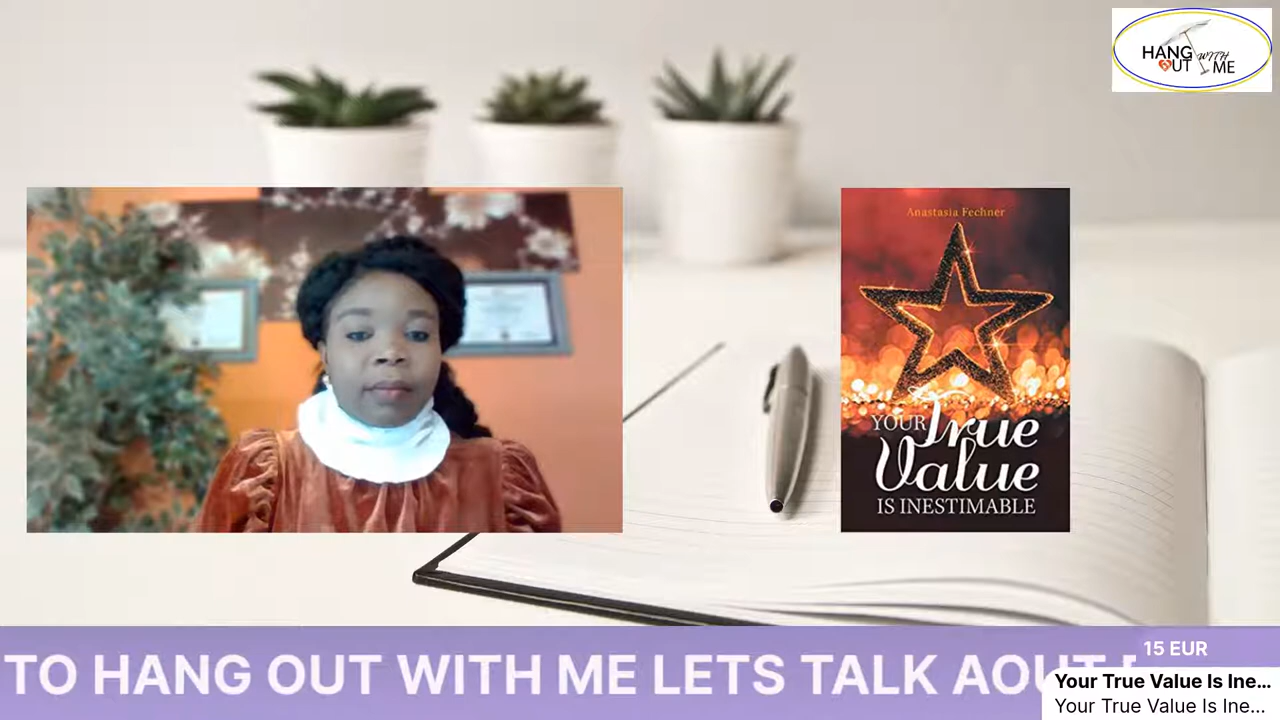 HANG WITH
OUT ME
Anastasia Fechner
YOUR True
Value
IS INESTIMABLE
TO HANG OUT WITH ME LETS TALK AOUT
15 EUR
Your True Value Is Ine...
Your True Value Is Ine...